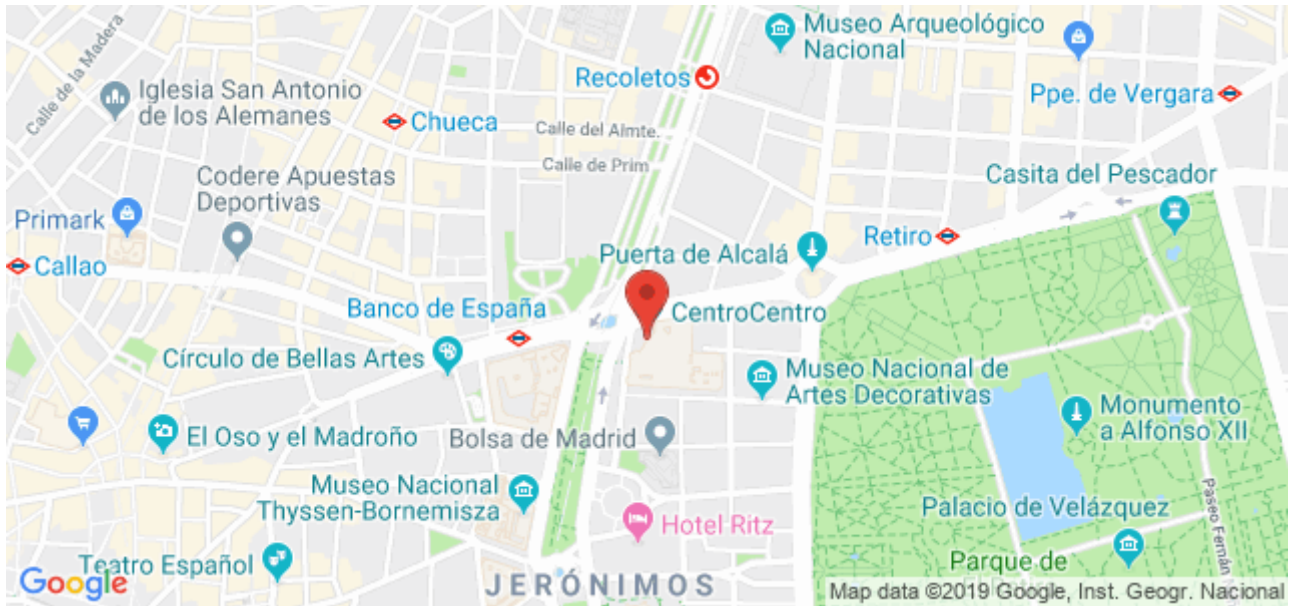 Museo Arqueológico
Nacional
Calle de la Madera
Recoletos
Iglesia San Antonio
de los Alemanes
Ppe. de Vergara
Chueca
Calle del Almte.
Calle de Prim
Codere Apuestas
Deportivas
Casita del Pescador
Primark
Callao
Puerta de Alcalá
Retiro
Banco de España
CentroCentro
Círculo de Bellas Artes
Museo Nacional de
Artes Decorativas
El Oso y el Madroño
Bolsa de Madrid
Monumento
a Alfonso XII
Museo Nacional
Thyssen-Bornemisza
Hotel Ritz
Palacio de Velázquez
Paseo Fernán
Teatro Español
Parque de
Google
JERÓNIMOS
Map data ©2019 Google, Inst. Geogr. Nacional